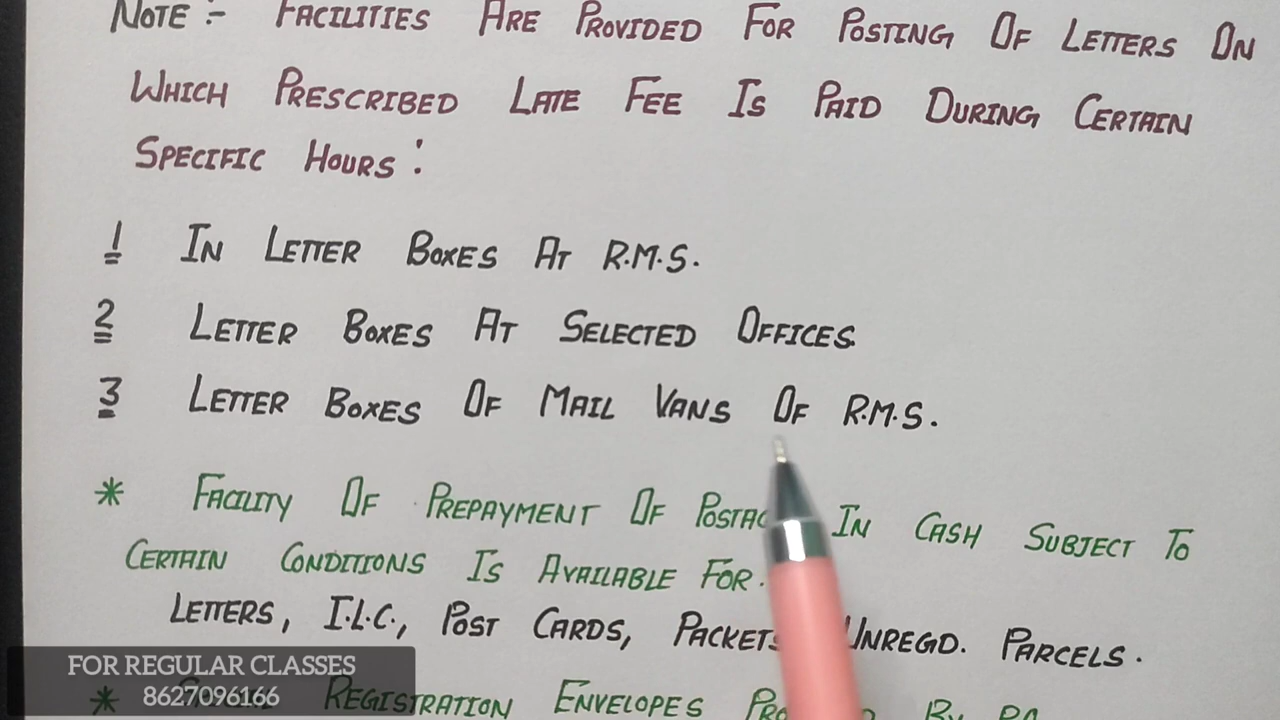 NOTE :- FACILITIES ARE PROVIDED FOR POSTING OF LETTERS ON
WHICH PRESCRIBED LATE FEE IS PAID DURING CERTAIN
SPECIFIC HOURS :
1 IN LETTER BOXES AT R.M.S.
2 LETTER BOXES AT SELECTED OFFICES.
3 LETTER BOXES OF MAIL VANS OF R.M.S.
* FACILITY OF PREPAYMENT OF IN CASH SUBJECT TO
CERTAIN CONDITIONS IS AVAILABLE FOR.
LETTERS, I.L.C., POST CARDS, PACKETS UNREGD. PARCELS.
* REGISTRATION ENVELOPES BY
FOR REGULAR CLASSES
8627096166